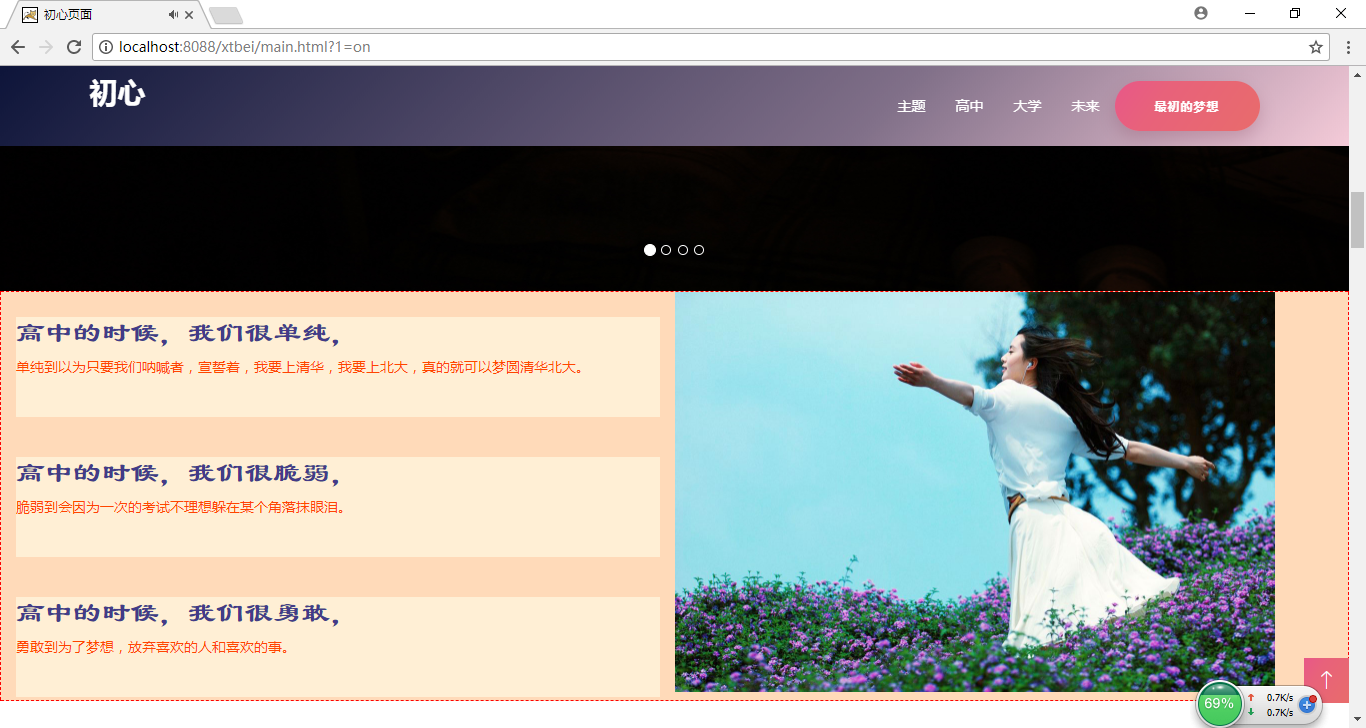 初心页面
localhost:8088/xtbei/main.html?1=on
初心
主题 高中 大学 未来 最初的梦想
高中的时候，我们很单纯，
单纯到以为只要我们呐喊者，宣誓着，我要上清华，我要上北大，真的就可以梦圆清华北大。
高中的时候，我们很脆弱，
脆弱到会因为一次的考试不理想躲在某个角落抹眼泪。
高中的时候，我们很勇敢，
勇敢到为了梦想，放弃喜欢的人和喜欢的事。
69%
0.7K/s
0.7K/s